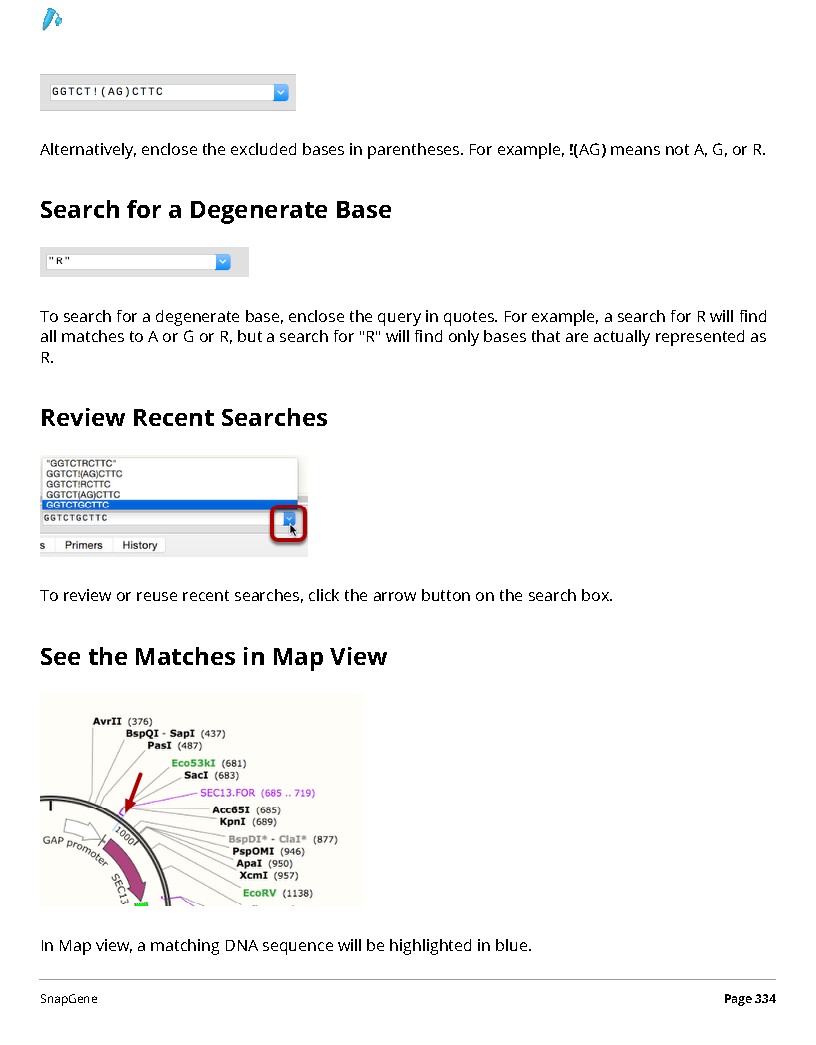 GGTCT!(AG)CTTC
Alternatively, enclose the excluded bases in parentheses. For example, !(AG) means not A, G, or R.
Search for a Degenerate Base
"R"
To search for a degenerate base, enclose the query in quotes. For example, a search for R will find
all matches to A or G or R, but a search for "R" will find only bases that are actually represented as
R.
Review Recent Searches
"GGTCTRCTTC"
GGTCT!(AG)CTTC
GGTCT!RCTTC
GGTCT(AG)CTTC
GGTCTGCTTC
GGTCTGCTTC
s Primers History
To review or reuse recent searches, click the arrow button on the search box.
See the Matches in Map View
AvrII (376)
BspQI - SapI (437)
PasI (487)
Eco53kI (681)
SacI (683)
SEC13.FOR (685 .. 719)
Acc65I (685)
KpnI (689)
BspDI* - ClaI* (877)
PspOMI (946)
ApaI (950)
XcmI (957)
EcoRV (1138)
1000
GAP promoter
SEC13
In Map view, a matching DNA sequence will be highlighted in blue.
SnapGene Page 334